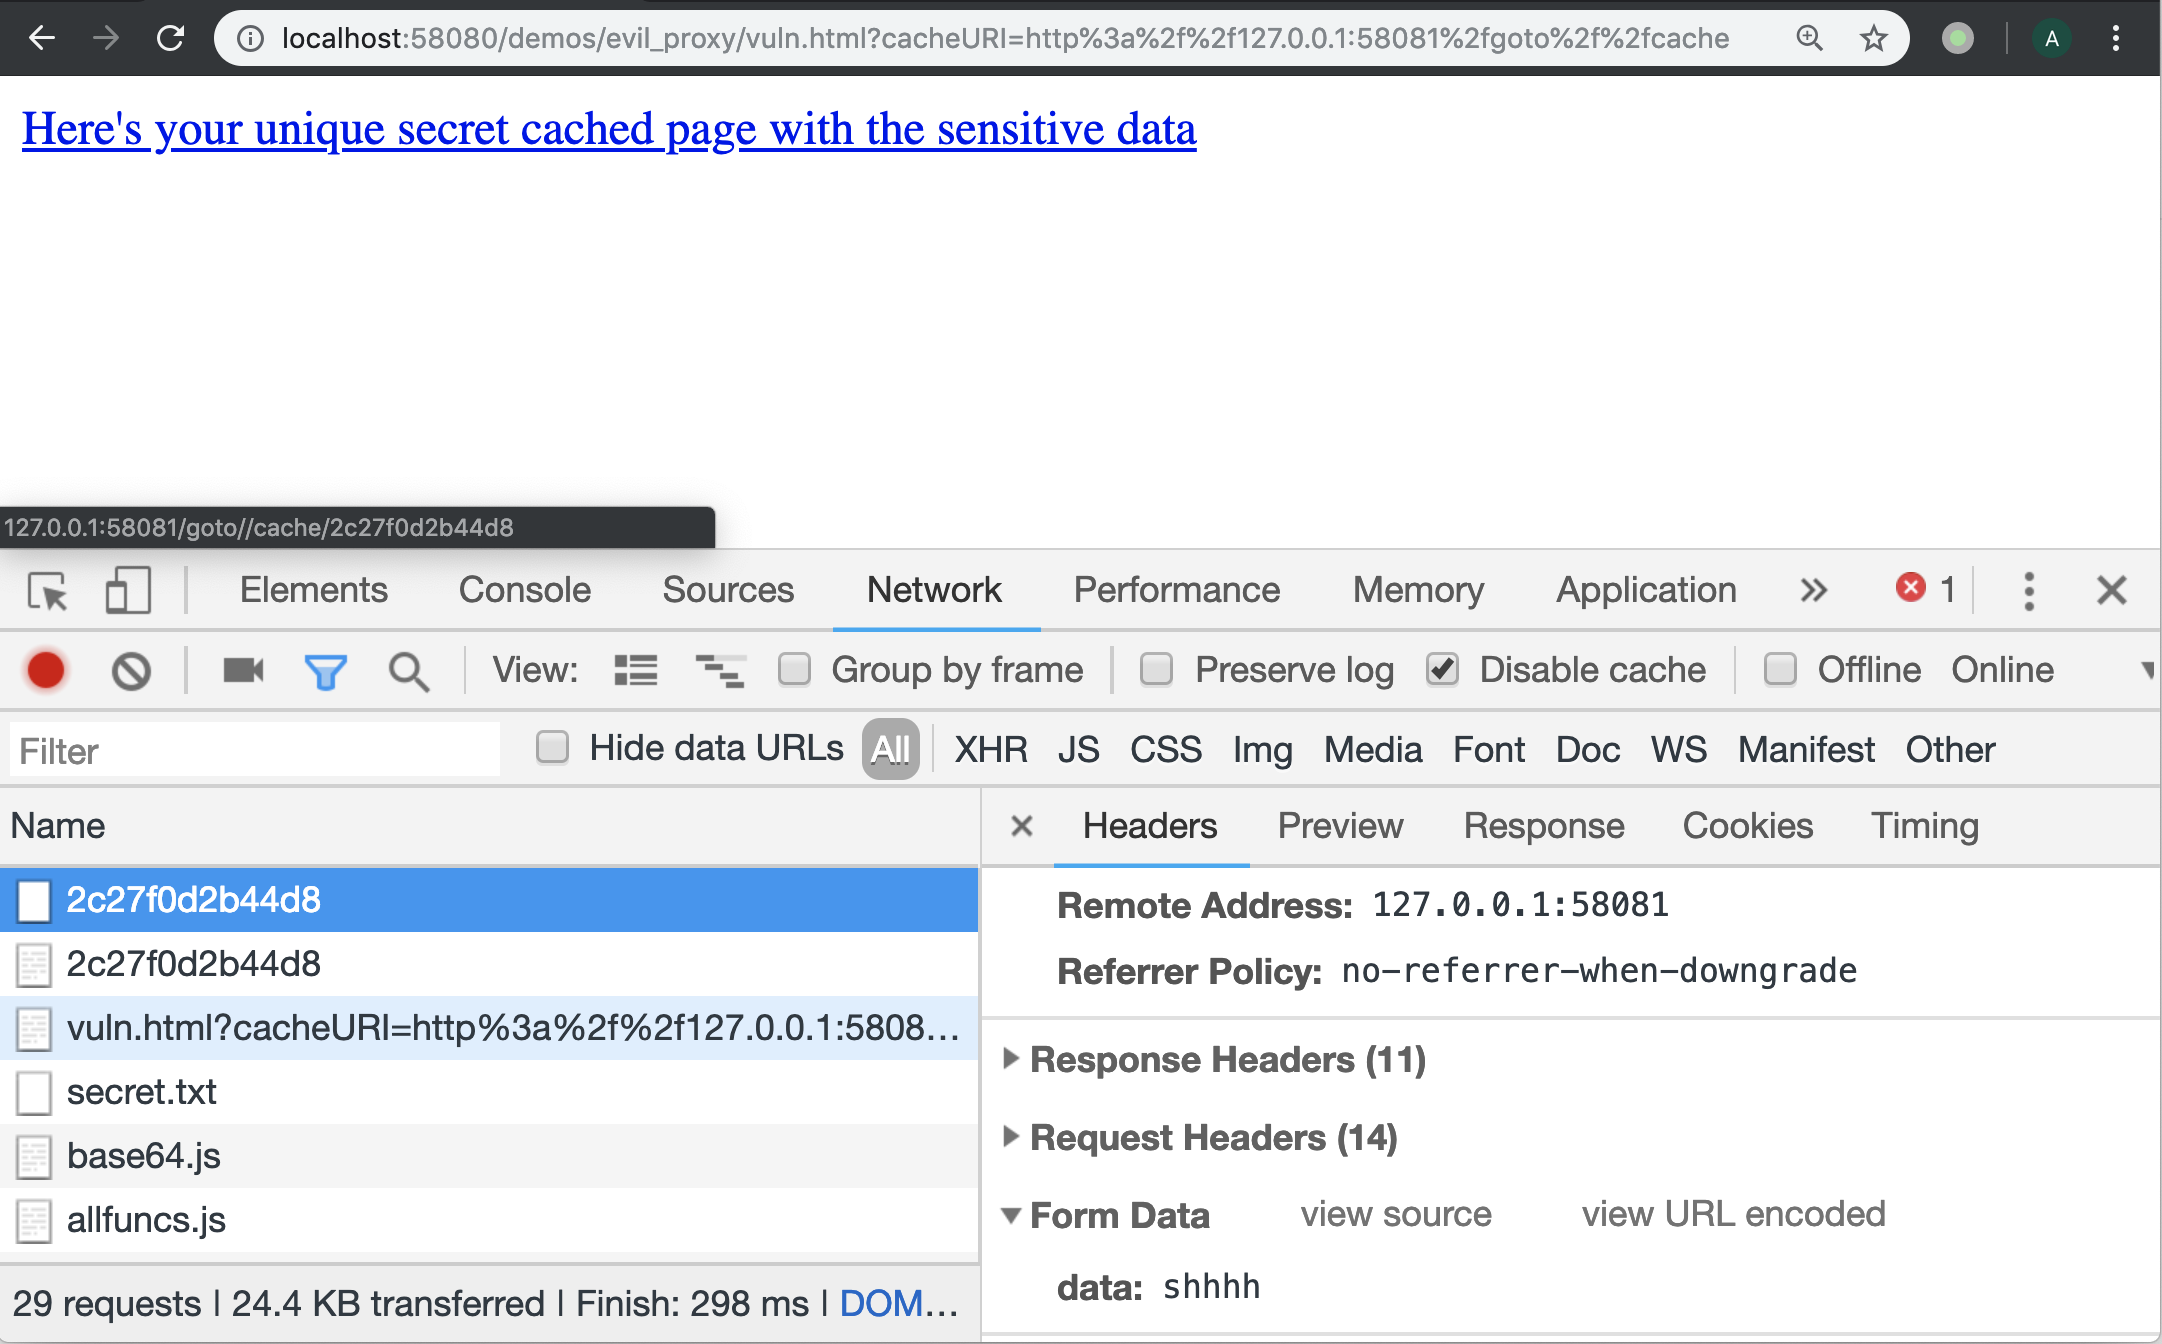 localhost:58080/demos/evil_proxy/vuln.html?cacheURI=http%3a%2f%2f127.0.0.1:58081%2fgoto%2f%2fcache
A
Here's your unique secret cached page with the sensitive data
127.0.0.1:58081/goto//cache/2c27f0d2b44d8
Elements Console Sources Network Performance Memory Application » 1
View: Group by frame Preserve log Disable cache Offline Online
Filter Hide data URLs All XHR JS CSS Img Media Font Doc WS Manifest Other
Name
2c27f0d2b44d8
2c27f0d2b44d8
vuln.html?cacheURI=http%3a%2f%2f127.0.0.1:5808…
secret.txt
base64.js
allfuncs.js
29 requests | 24.4 KB transferred | Finish: 298 ms | DOM…
Headers Preview Response Cookies Timing
Remote Address: 127.0.0.1:58081
Referrer Policy: no-referrer-when-downgrade
Response Headers (11)
Request Headers (14)
Form Data view source view URL encoded
data: shhhh